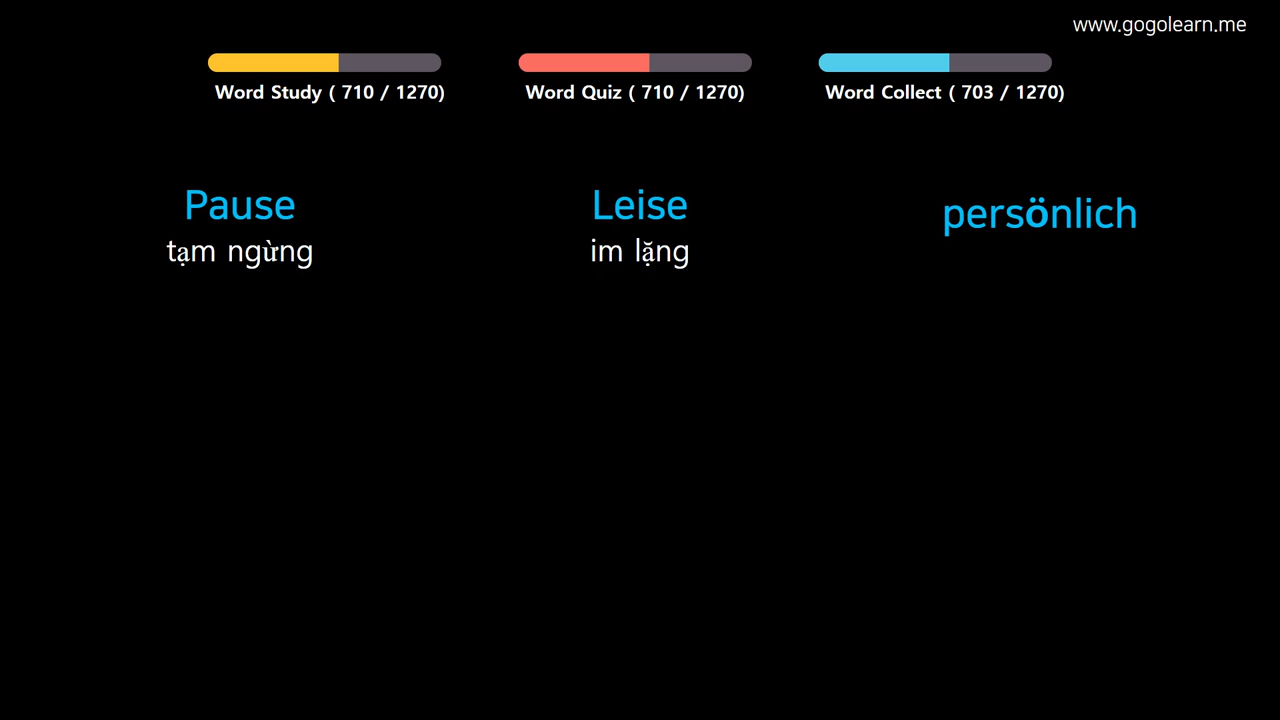 www.gogolearn.me
Word Study ( 710 / 1270)
Word Quiz ( 710 / 1270)
Word Collect ( 703 / 1270)
Pause
tạm ngừng
Leise
im lặng
persönlich